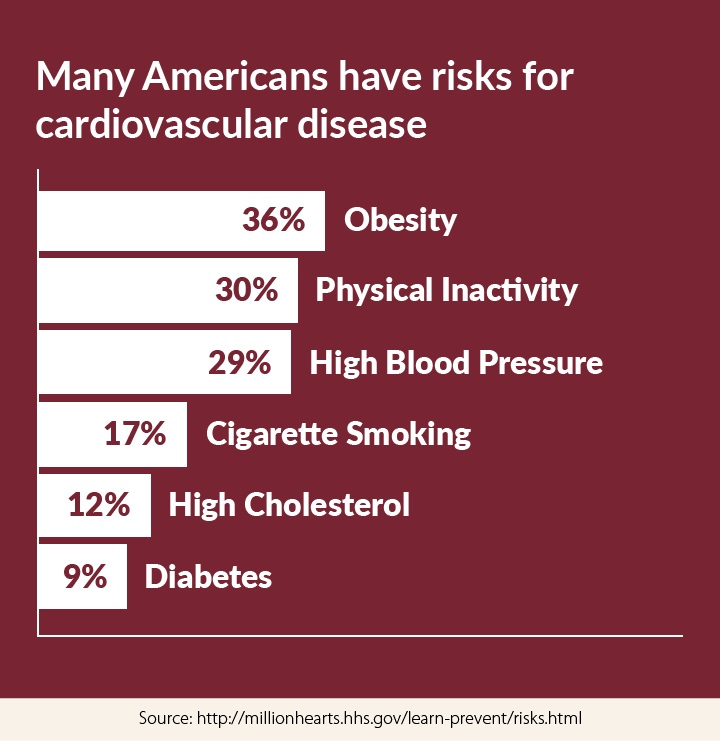 Many Americans have risks for
cardiovascular disease
36% Obesity
30% Physical Inactivity
29% High Blood Pressure
17% Cigarette Smoking
12% High Cholesterol
9% Diabetes
Source: http://millionhearts.hhs.gov/learn-prevent/risks.html